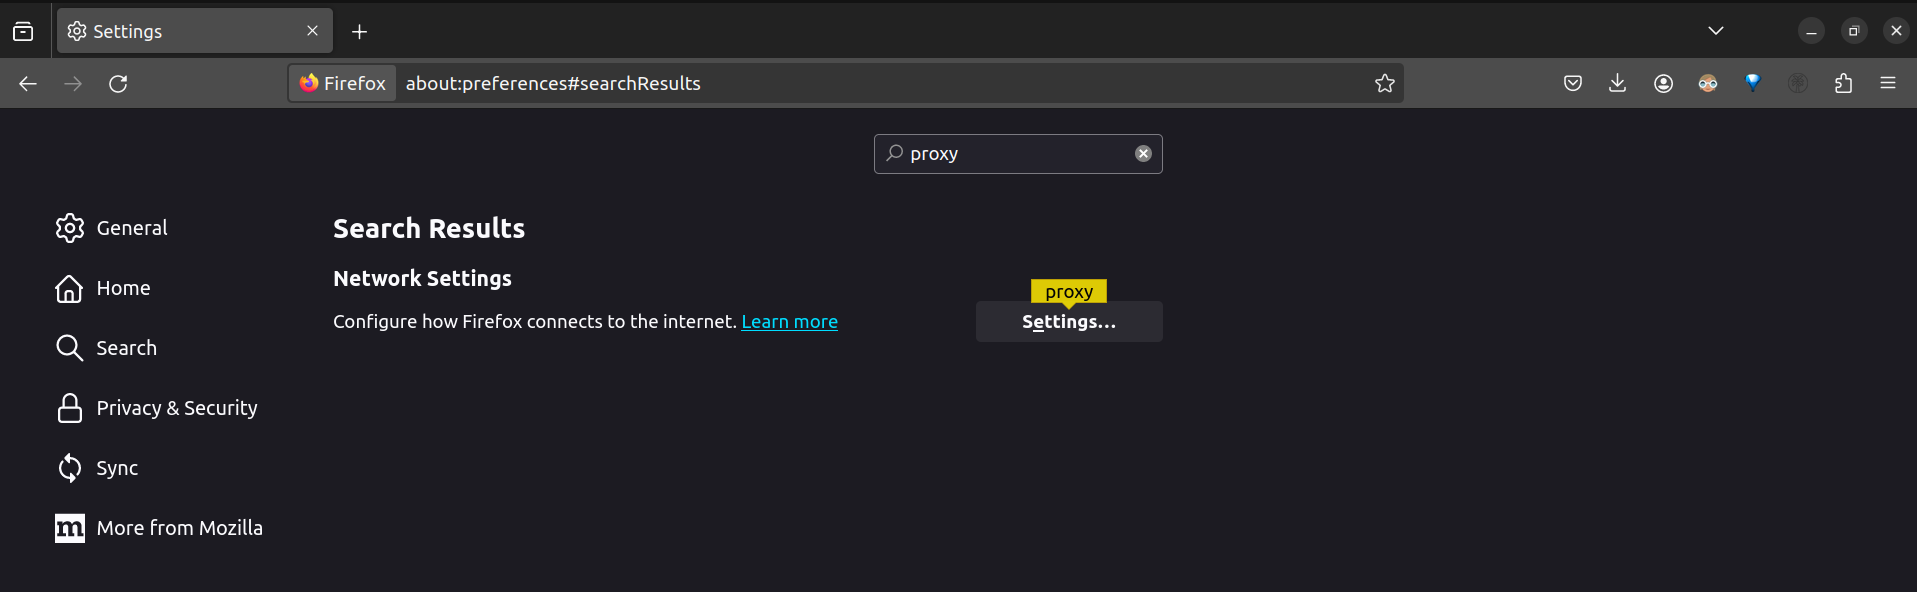 Settings
Firefox about:preferences#searchResults
proxy
General
Home
Search
Privacy & Security
Sync
m More from Mozilla
Search Results
Network Settings
proxy
Configure how Firefox connects to the internet. Learn more
Settings...